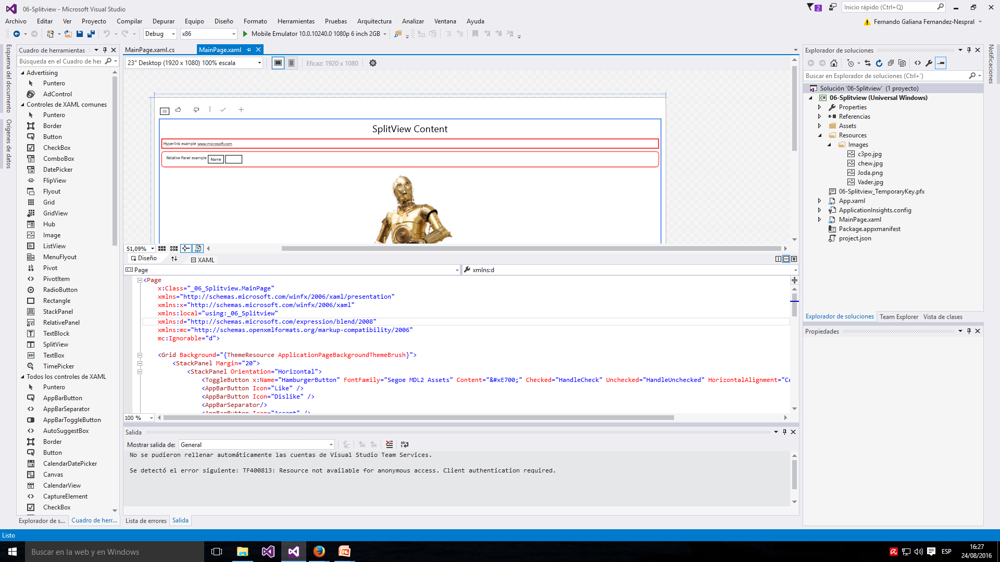 06-Splitview - Microsoft Visual Studio
2
Inicio rápido (Ctrl+Q)
Archivo Editar Ver Proyecto Compilar Depurar Equipo Diseño Formato Herramientas Pruebas Arquitectura Analizar Ventana Ayuda
Fernando Galiana Fernandez-Nespral
Debug x86 Mobile Emulator 10.0.10240.0 1080p 6 inch 2GB
Esquema del documento
Orígenes de datos
Cuadro de herramientas
Búsqueda en el Cuadro de her
Advertising
Puntero
AdControl
Controles de XAML comunes
Puntero
Border
Button
CheckBox
ComboBox
DatePicker
FlipView
Flyout
Grid
GridView
Hub
Image
ListView
MenuFlyout
Pivot
PivotItem
RadioButton
Rectangle
StackPanel
RelativePanel
TextBlock
SplitView
TextBox
TimePicker
Todos los controles de XAML
Puntero
AppBarButton
AppBarSeparator
AppBarToggleButton
AutoSuggestBox
Border
Button
CalendarDatePicker
Canvas
CalendarView
CaptureElement
CheckBox
Explorador de s... Cuadro de herr...
MainPage.xaml.cs MainPage.xaml
23" Desktop (1920 x 1080) 100% escala
Eficaz: 1920 x 1080
SplitView Content
Hyperlink example www.microsoft.com
Relative Panel example Name
51,09%
Diseño XAML
Page xmlns:d
<Page
x:Class="_06_Splitview.MainPage"
xmlns="http://schemas.microsoft.com/winfx/2006/xaml/presentation"
xmlns:x="http://schemas.microsoft.com/winfx/2006/xaml"
xmlns:local="using:_06_Splitview"
xmlns:d="http://schemas.microsoft.com/expression/blend/2008"
xmlns:mc="http://schemas.openxmlformats.org/markup-compatibility/2006"
mc:Ignorable="d">
<Grid Background="{ThemeResource ApplicationPageBackgroundThemeBrush}">
<StackPanel Margin="20">
<StackPanel Orientation="Horizontal">
<ToggleButton x:Name="HamburgerButton" FontFamily="Segoe MDL2 Assets" Content="&#xE700;" Checked="HandleCheck" Unchecked="HandleUnchecked" HorizontalAlignment="Ce
<AppBarButton Icon="Like" />
<AppBarButton Icon="Dislike" />
<AppBarSeparator/>
<AppBarButton Icon="Accept" />
100 %
Salida
Mostrar salida de: General
No se pudieron rellenar automáticamente las cuentas de Visual Studio Team Services.
Se detectó el error siguiente: TF400813: Resource not available for anonymous access. Client authentication required.
Lista de errores Salida
Explorador de soluciones
Buscar en Explorador de soluciones (Ctrl+`)
Solución '06-Splitview' (1 proyecto)
06-Splitview (Universal Windows)
Properties
Referencias
Assets
Resources
Images
c3po.jpg
chew.jpg
Joda.png
Vader.jpg
06-Splitview_TemporaryKey.pfx
App.xaml
ApplicationInsights.config
MainPage.xaml
Package.appxmanifest
project.json
Explorador de soluciones Team Explorer Vista de clases
Propiedades
Notificaciones
Listo
Buscar en la web y en Windows
ESP
16:27
24/08/2016